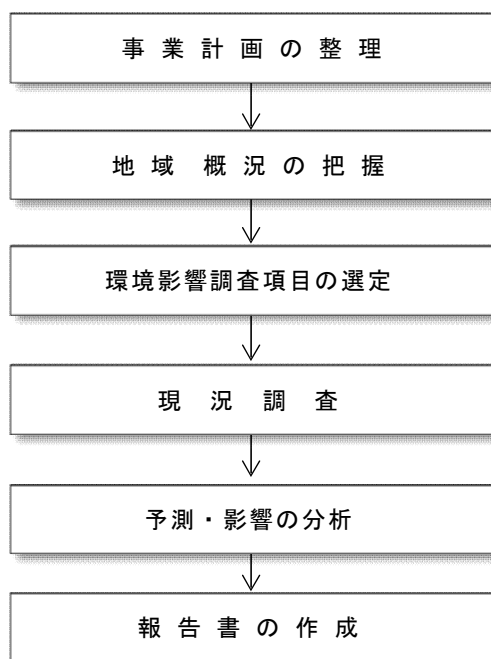 事業計画の整理
地域 概況の把握
環境影響調査項目の選定
現況調査
予測・影響の分析
報告書の作成